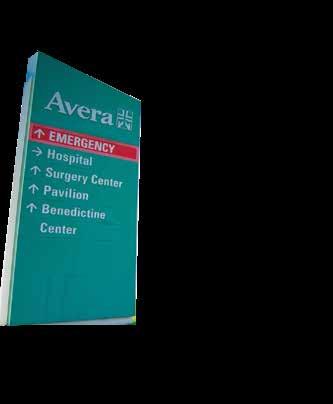 Avera
↑ EMERGENCY
→ Hospital
↑ Surgery Center
↑ Pavilion
↑ Benedictine
Center